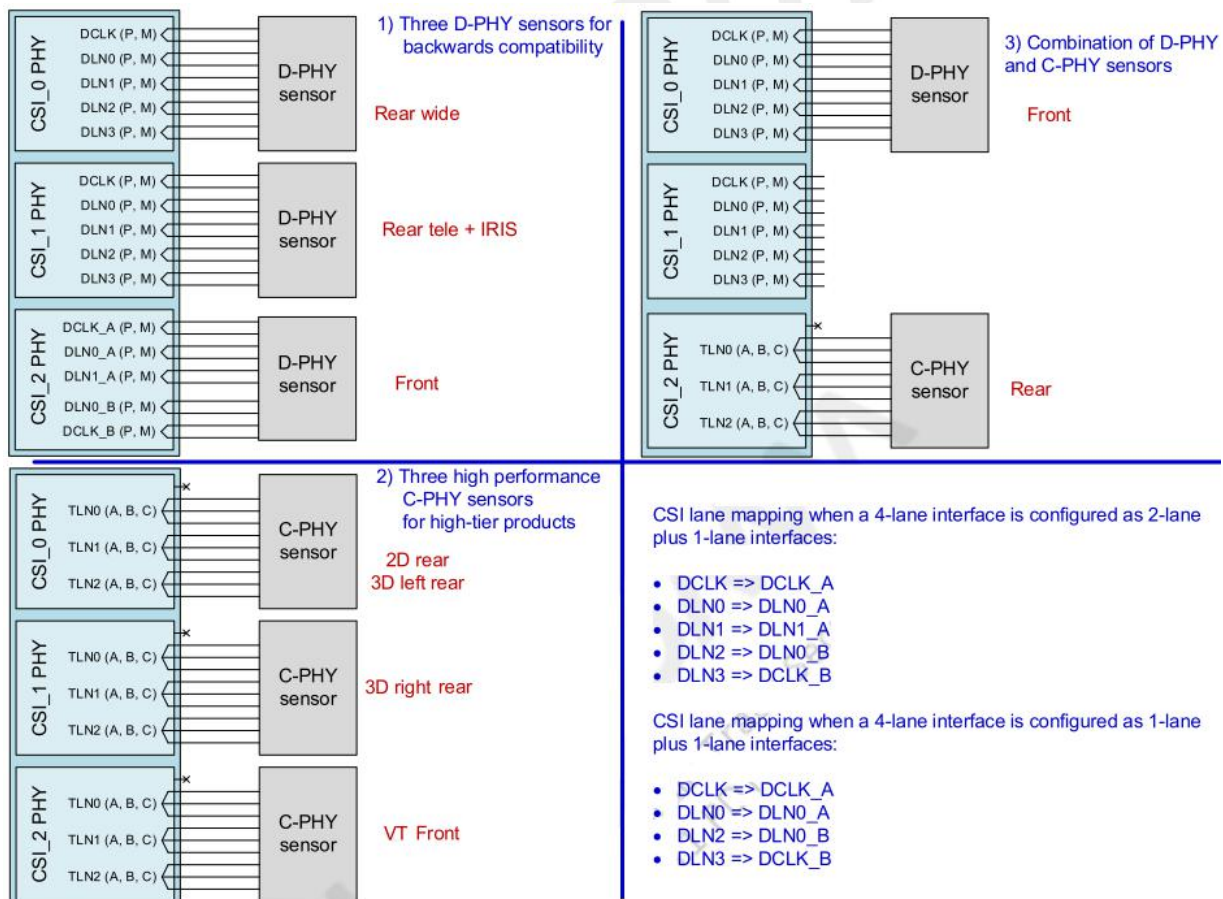 1) Three D-PHY sensors for
backwards compatibility
CSI_0 PHY
DCLK (P, M)
DLN0 (P, M)
DLN1 (P, M)
DLN2 (P, M)
DLN3 (P, M)
D-PHY
sensor
Rear wide
CSI_1 PHY
DCLK (P, M)
DLN0 (P, M)
DLN1 (P, M)
DLN2 (P, M)
DLN3 (P, M)
D-PHY
sensor
Rear tele + IRIS
CSI_2 PHY
DCLK_A (P, M)
DLN0_A (P, M)
DLN1_A (P, M)
DLN0_B (P, M)
DCLK_B (P, M)
D-PHY
sensor
Front
3) Combination of D-PHY
and C-PHY sensors
CSI_0 PHY
DCLK (P, M)
DLN0 (P, M)
DLN1 (P, M)
DLN2 (P, M)
DLN3 (P, M)
D-PHY
sensor
Front
CSI_1 PHY
DCLK (P, M)
DLN0 (P, M)
DLN1 (P, M)
DLN2 (P, M)
DLN3 (P, M)
CSI_2 PHY
TLN0 (A, B, C)
TLN1 (A, B, C)
TLN2 (A, B, C)
C-PHY
sensor
Rear
2) Three high performance
C-PHY sensors
for high-tier products
CSI_0 PHY
TLN0 (A, B, C)
TLN1 (A, B, C)
TLN2 (A, B, C)
C-PHY
sensor
2D rear
3D left rear
CSI_1 PHY
TLN0 (A, B, C)
TLN1 (A, B, C)
TLN2 (A, B, C)
C-PHY
sensor
3D right rear
CSI_2 PHY
TLN0 (A, B, C)
TLN1 (A, B, C)
TLN2 (A, B, C)
C-PHY
sensor
VT Front
CSI lane mapping when a 4-lane interface is configured as 2-lane
plus 1-lane interfaces:
• DCLK => DCLK_A
• DLN0 => DLN0_A
• DLN1 => DLN1_A
• DLN2 => DLN0_B
• DLN3 => DCLK_B
CSI lane mapping when a 4-lane interface is configured as 1-lane
plus 1-lane interfaces:
• DCLK => DCLK_A
• DLN0 => DLN0_A
• DLN2 => DLN0_B
• DLN3 => DCLK_B